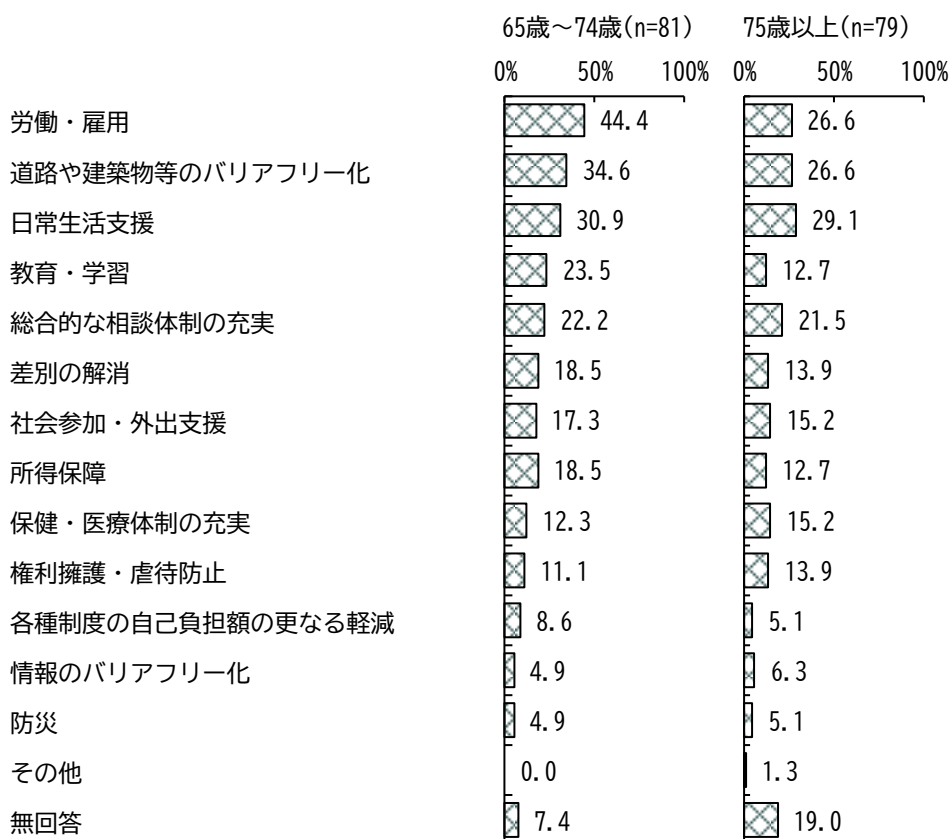 65歳～74歳(n=81) 75歳以上(n=79)
0% 50% 100% 0% 50% 100%
労働・雇用 44.4 26.6
道路や建築物等のバリアフリー化 34.6 26.6
日常生活支援 30.9 29.1
教育・学習 23.5 12.7
総合的な相談体制の充実 22.2 21.5
差別の解消 18.5 13.9
社会参加・外出支援 17.3 15.2
所得保障 18.5 12.7
保健・医療体制の充実 12.3 15.2
権利擁護・虐待防止 11.1 13.9
各種制度の自己負担額の更なる軽減 8.6 5.1
情報のバリアフリー化 4.9 6.3
防災 4.9 5.1
その他 0.0 1.3
無回答 7.4 19.0